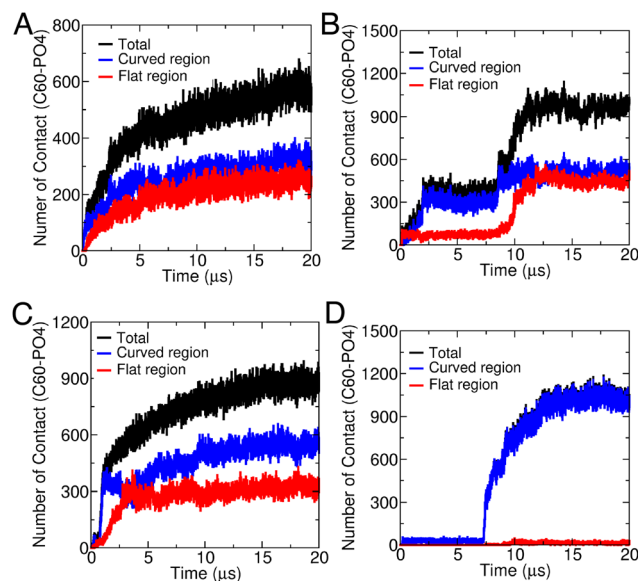 A
Numer of Contact (C60-PO4)
800
600
400
200
0
Total
Curved region
Flat region
0 5 10 15 20
Time (μs)
B
Number of Contact (C60-PO4)
1500
1200
900
600
300
0
Total
Curved region
Flat region
0 5 10 15 20
Time (μs)
C
Number of Contact (C60-PO4)
1200
900
600
300
0
Total
Curved region
Flat region
0 5 10 15 20
Time (μs)
D
Number of Contact (C60-PO4)
1500
1200
900
600
300
0
Total
Curved region
Flat region
0 5 10 15 20
Time (μs)